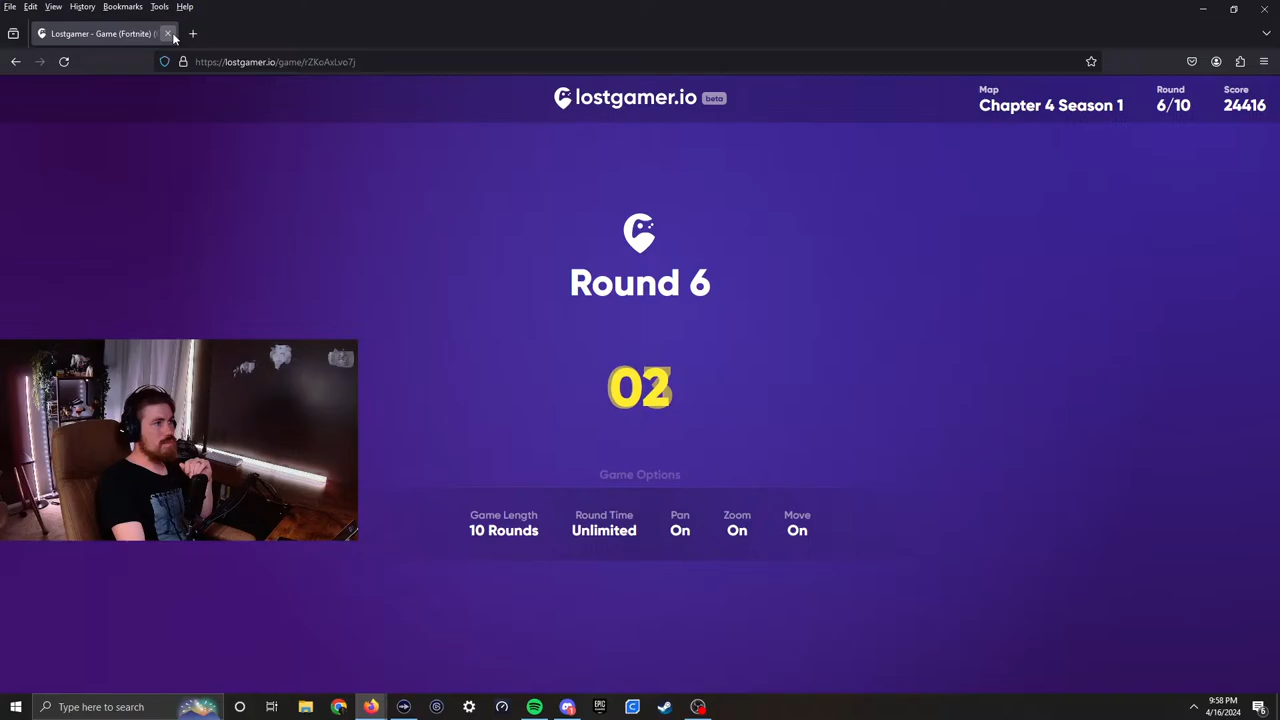 File Edit View History Bookmarks Tools Help
Lostgamer - Game (Fortnite)
https://lostgamer.io/game/rZKoAxLvo7j
lostgamer.io beta
Map
Chapter 4 Season 1
Round
6/10
Score
24416
Round 6
02
Game Options
Game Length
10 Rounds
Round Time
Unlimited
Pan
On
Zoom
On
Move
On
Type here to search
9:58 PM
4/16/2024